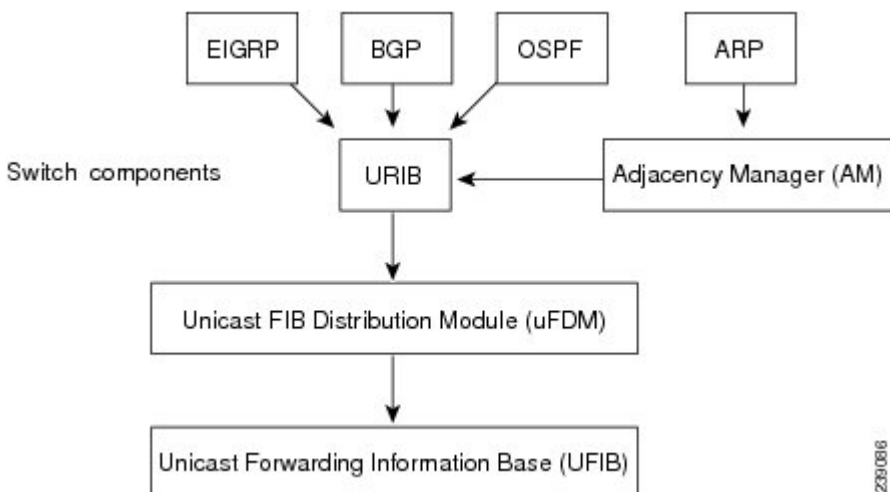 EIGRP
BGP
OSPF
ARP
Switch components
URIB
Adjacency Manager (AM)
Unicast FIB Distribution Module (uFDM)
Unicast Forwarding Information Base (UFIB)
239086